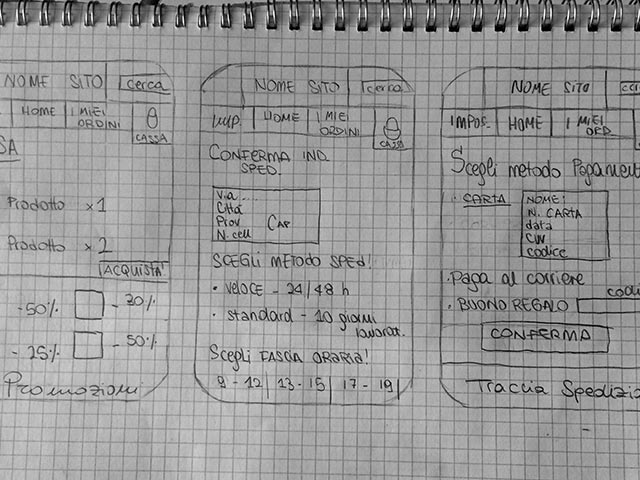 NOME SITO cerca
HOME I MIEI ORDINI CASSA
SA
Prodotto x 1
Prodotto x 2
ACQUISTA
-50% -30%
-25% -50%
Promozioni
NOME SITO cerca
IMP. HOME I MIEI ORDINI CASSA
CONFERMA IND.
SPED.
Via ...
Città
Prov CAP
N. cell
SCEGLI METODO SPED!
• VELOCE - 24/48 h
• standard - 10 giorni
lavorat.
Scegli FASCIA ORARIA!
9 - 12 | 13 - 15 | 17 - 19
NOME SITO
IMPOS. HOME I MIEI ORD.
Scegli metodo Pagament
• CARTA
NOME:
N. CARTA
data
CVV
codice
• Paga al corriere
codi
• BUONO REGALO
CONFERMA
Traccia Spedizio